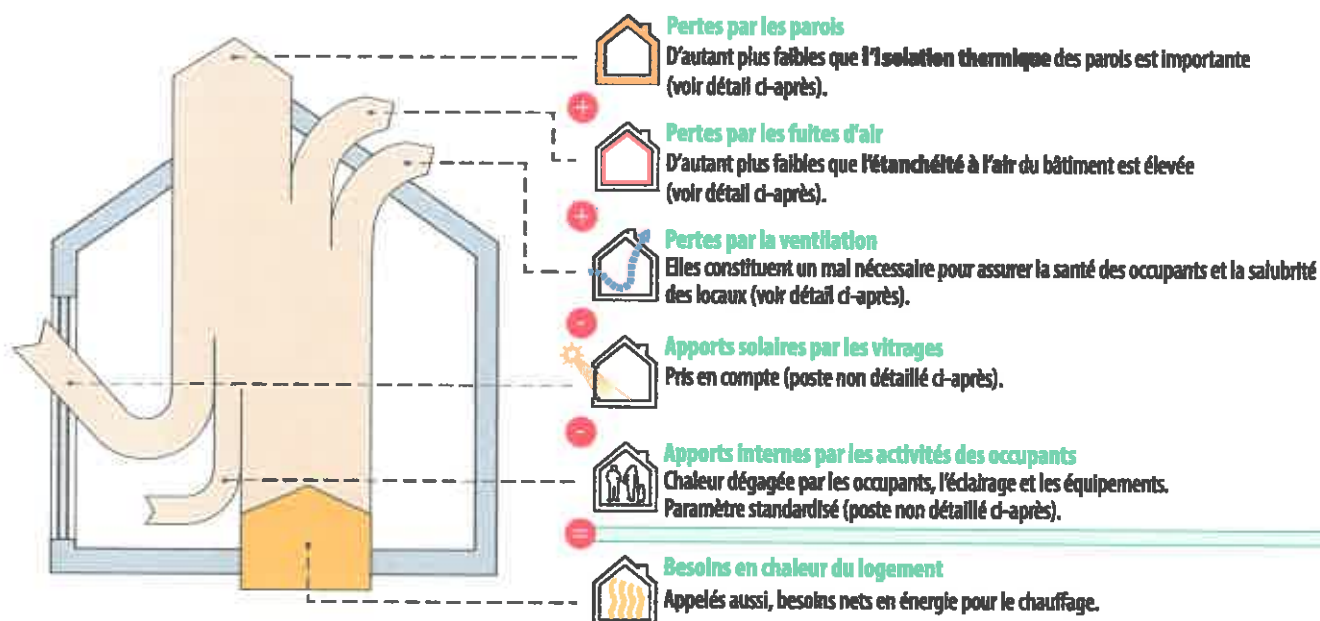 Pertes par les parois
D'autant plus faibles que l'isolation thermique des parois est importante
(voir détail ci-après).
+
Pertes par les fuites d'air
D'autant plus faibles que l'étanchéité à l'air du bâtiment est élevée
(voir détail ci-après).
+
Pertes par la ventilation
Elles constituent un mal nécessaire pour assurer la santé des occupants et la salubrité
des locaux (voir détail ci-après).
-
Apports solaires par les vitrages
Pris en compte (poste non détaillé ci-après).
-
Apports internes par les activités des occupants
Chaleur dégagée par les occupants, l'éclairage et les équipements.
Paramètre standardisé (poste non détaillé ci-après).
=
Besoins en chaleur du logement
Appelés aussi, besoins nets en énergie pour le chauffage.